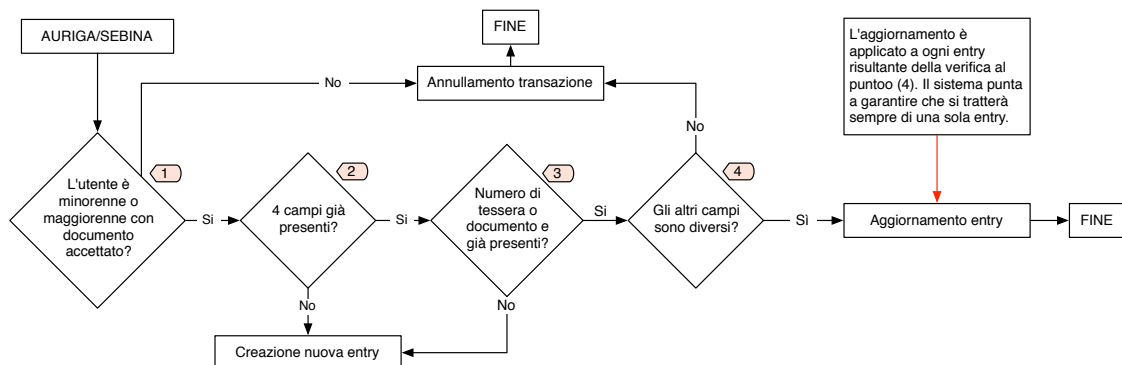 AURIGA/SEBINA
FINE
L'aggiornamento è
applicato a ogni entry
risultante della verifica al
puntoo (4). Il sistema punta
a garantire che si tratterà
sempre di una sola entry.
No
Annullamento transazione
No
1
2
3
4
L'utente è
minorenne o
maggiorenne con
documento
accettato?
Si
4 campi già
presenti?
Si
Numero di
tessera o
documento e
già presenti?
Si
Gli altri campi
sono diversi?
Sì
Aggiornamento entry
FINE
No
No
Creazione nuova entry